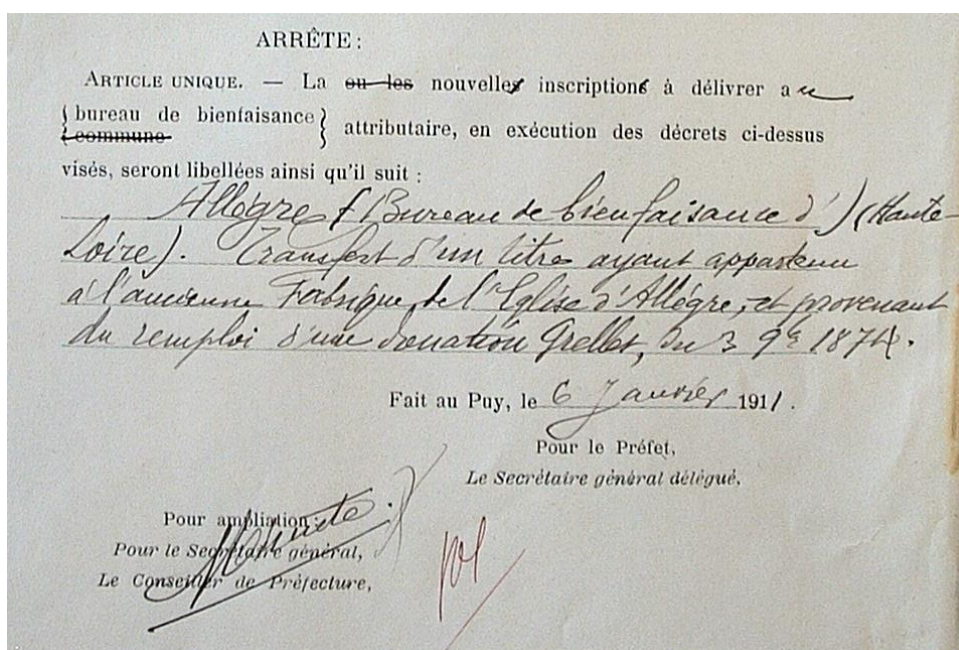 ARRÊTE :
ARTICLE UNIQUE. — La ou les nouvelles inscriptions à délivrer au
bureau de bienfaisance
commune
attributaire, en exécution des décrets ci-dessus
visés, seront libellées ainsi qu'il suit :
Allègre (Bureau de bienfaisance d') (Haute-
Loire). Transfert d'un titre ayant appartenu
à l'ancienne Fabrique de l'Eglise d'Allègre, et provenant
du remploi d'une donation Grellet, du 3 9e 1874.
Fait au Puy, le 6 Janvier 1911.
Pour le Préfet,
Le Secrétaire général délégué,
Pour ampliation :
Pour le Secrétaire général,
Le Conseiller de Préfecture,